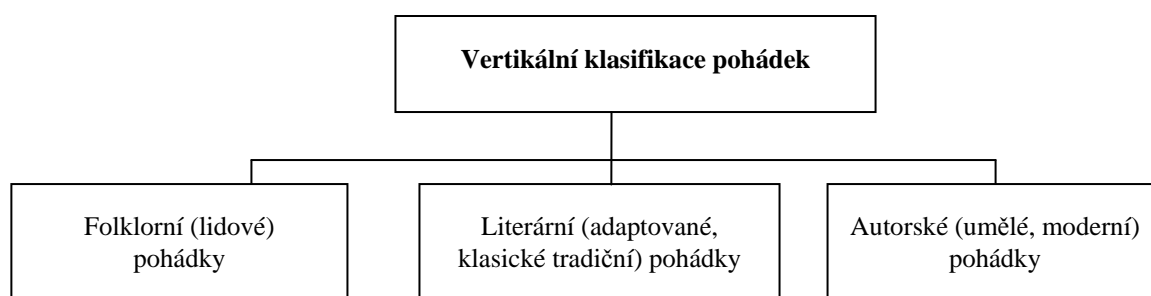 Vertikální klasifikace pohádek
Folklorní (lidové)
pohádky
Literární (adaptované,
klasické tradiční) pohádky
Autorské (umělé, moderní)
pohádky